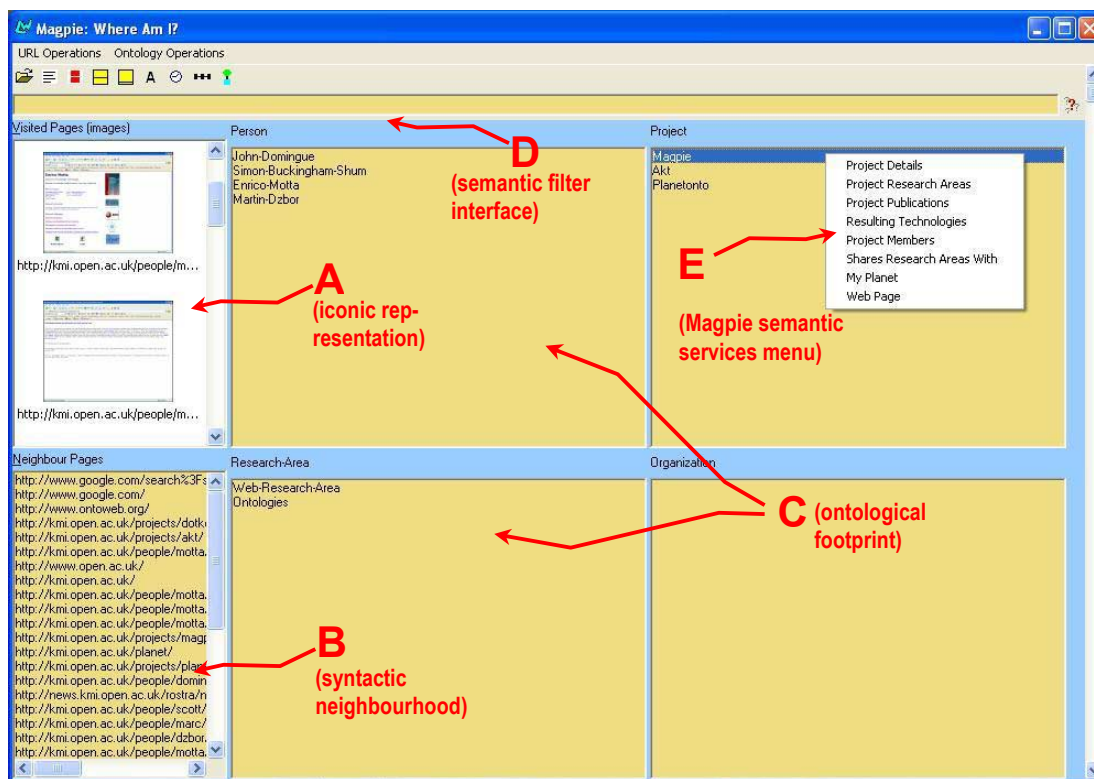 Magpie: Where Am I?
URL Operations Ontology Operations
A
Visited Pages (images)
http://kmi.open.ac.uk/people/m...
http://kmi.open.ac.uk/people/m...
Person
John-Domingue
Simon-Buckingham-Shum
Enrico-Motta
Martin-Dzbor
D
(semantic filter
interface)
Project
Magpie
Akt
Planetonto
Project Details
Project Research Areas
Project Publications
Resulting Technologies
Project Members
Shares Research Areas With
My Planet
Web Page
A
(iconic rep-
resentation)
E
(Magpie semantic
services menu)
Neighbour Pages
http://www.google.com/search%3Fs
http://www.google.com/
http://www.ontoweb.org/
http://kmi.open.ac.uk/projects/dotk
http://kmi.open.ac.uk/projects/akt/
http://kmi.open.ac.uk/people/motta.
http://www.open.ac.uk/
http://kmi.open.ac.uk/
http://kmi.open.ac.uk/people/motta.
http://kmi.open.ac.uk/people/motta.
http://kmi.open.ac.uk/people/motta.
http://kmi.open.ac.uk/projects/magp
http://kmi.open.ac.uk/planet/
http://kmi.open.ac.uk/projects/plan
http://kmi.open.ac.uk/people/domin
http://news.kmi.open.ac.uk/rostra/n
http://kmi.open.ac.uk/people/scott/
http://kmi.open.ac.uk/people/marc/
http://kmi.open.ac.uk/people/dzbor.
http://kmi.open.ac.uk/people/motta.
Research-Area
Web-Research-Area
Ontologies
Organization
C (ontological
footprint)
B
(syntactic
neighbourhood)